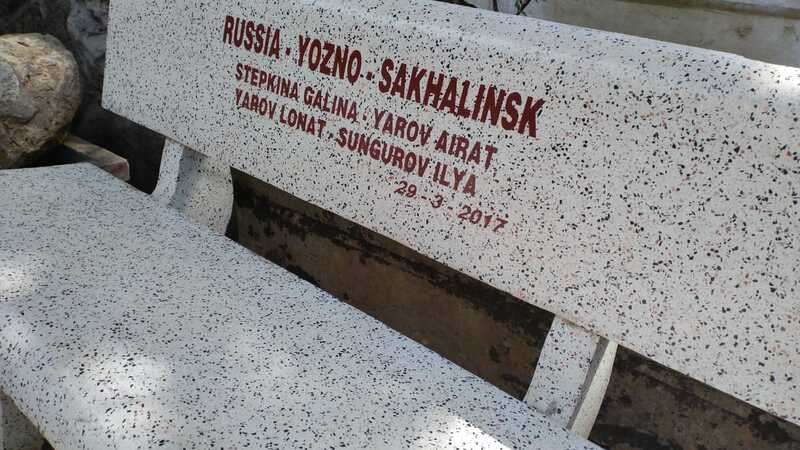 RUSSIA - YOZNO - SAKHALINSK
STEPKINA GALINA - YAROV AIRAT
YAROV LONAT - SUNGUROV ILYA
29 - 3 - 2017